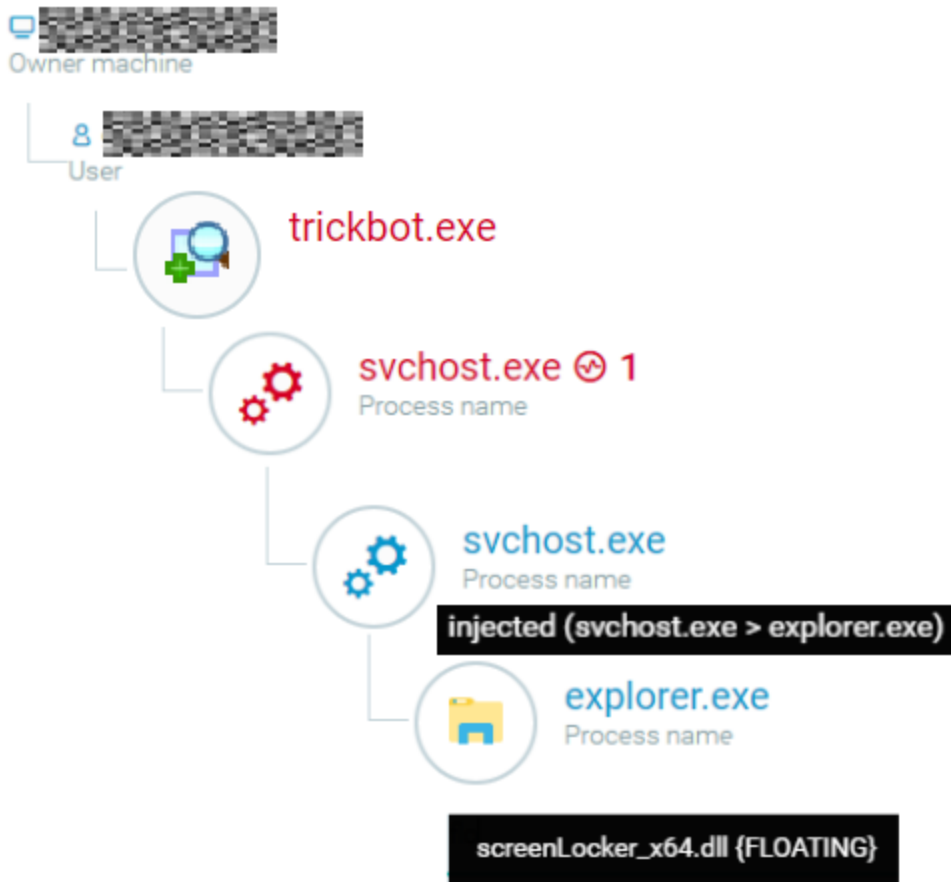 Owner machine
User
trickbot.exe
svchost.exe 1
Process name
svchost.exe
Process name
injected (svchost.exe > explorer.exe)
explorer.exe
Process name
screenLocker_x64.dll {FLOATING}